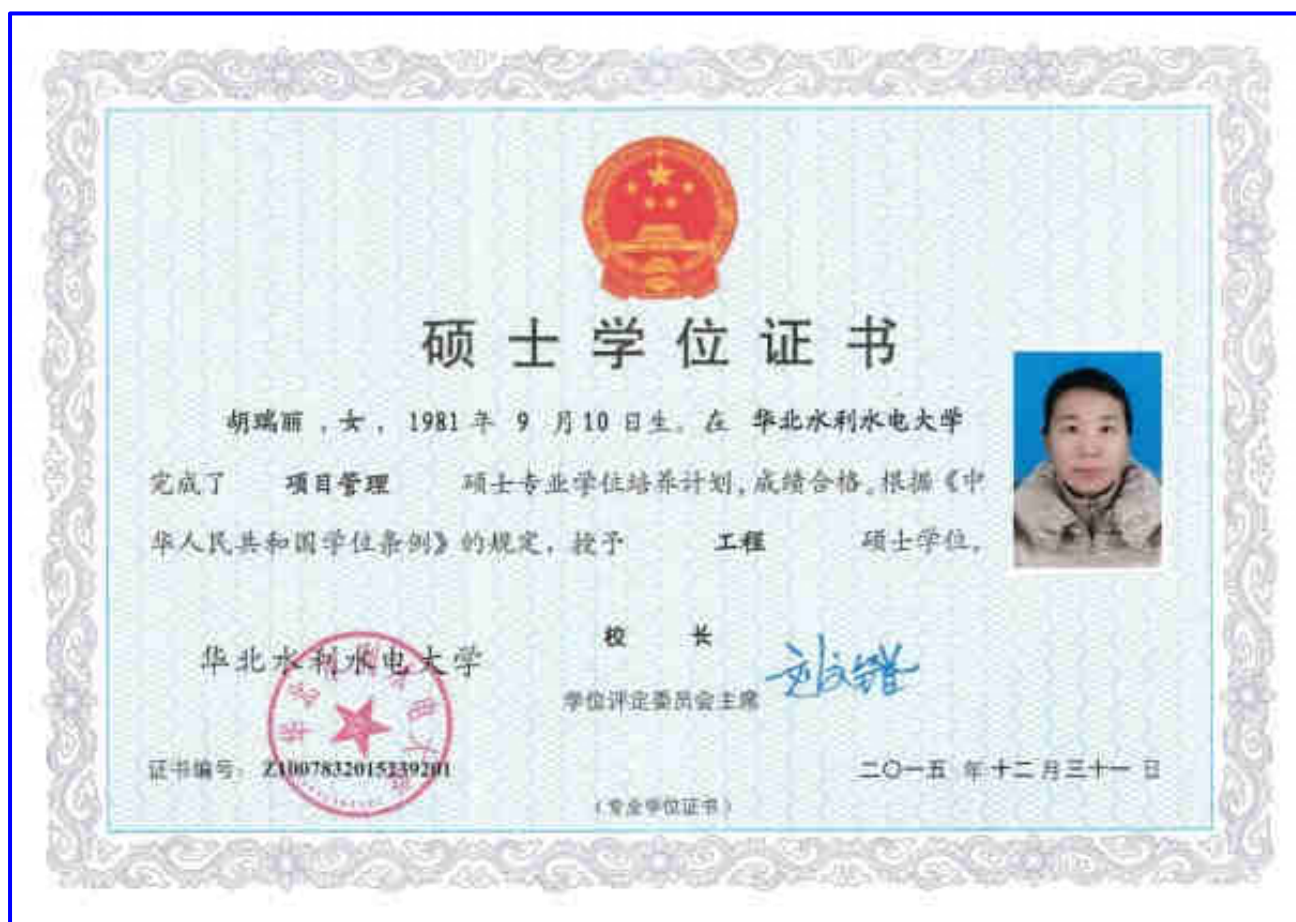 硕士学位证书
胡瑞丽，女，1981年 9 月10日生。在 华北水利水电大学
完成了 项目管理 硕士专业学位培养计划，成绩合格。根据《中
华人民共和国学位条例》的规定，授予 工程 硕士学位。
校 长
华北水利水电大学
学位评定委员会主席
证书编号：Z1007832015239201
二〇一五 年十二月三十一 日
（专业学位证书）